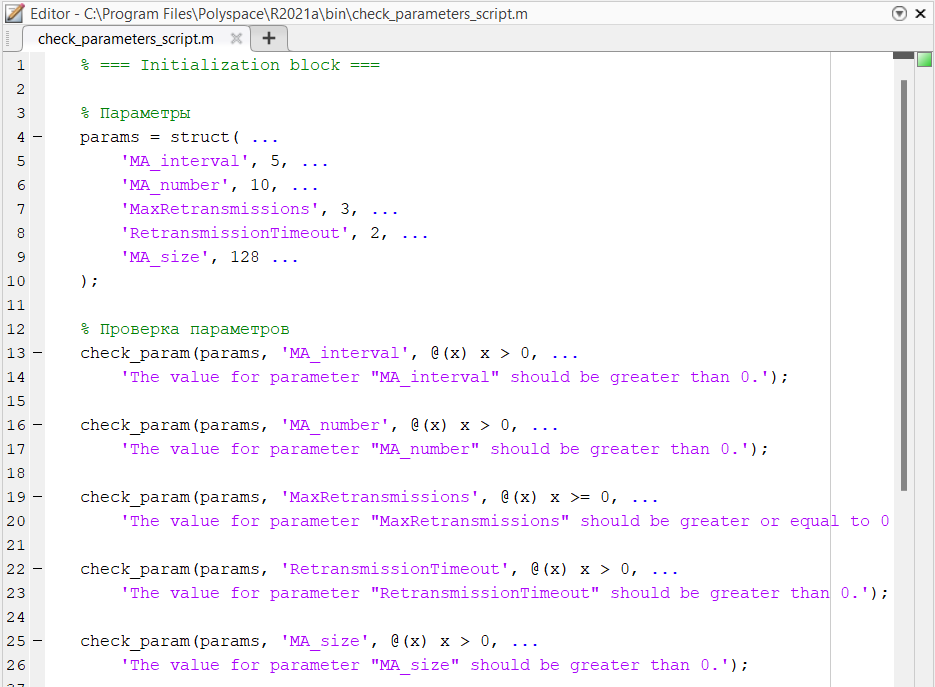 Editor - C:\Program Files\Polyspace\R2021a\bin\check_parameters_script.m
check_parameters_script.m
1 % === Initialization block ===
2
3 % Параметры
4 params = struct( ...
5 'MA_interval', 5, ...
6 'MA_number', 10, ...
7 'MaxRetransmissions', 3, ...
8 'RetransmissionTimeout', 2, ...
9 'MA_size', 128 ...
10 );
11
12 % Проверка параметров
13 check_param(params, 'MA_interval', @(x) x > 0, ...
14 'The value for parameter "MA_interval" should be greater than 0.');
15
16 check_param(params, 'MA_number', @(x) x > 0, ...
17 'The value for parameter "MA_number" should be greater than 0.');
18
19 check_param(params, 'MaxRetransmissions', @(x) x >= 0, ...
20 'The value for parameter "MaxRetransmissions" should be greater or equal to 0
21
22 check_param(params, 'RetransmissionTimeout', @(x) x > 0, ...
23 'The value for parameter "RetransmissionTimeout" should be greater than 0.');
24
25 check_param(params, 'MA_size', @(x) x > 0, ...
26 'The value for parameter "MA_size" should be greater than 0.');